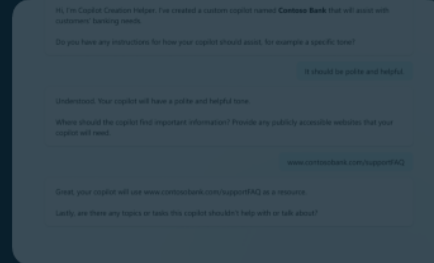 Hi, I'm Copilot Creation Helper. I've created a custom copilot named Contoso Bank that will assist with
customers' banking needs.
Do you have any instructions for how your copilot should assist, for example a specific tone?
It should be polite and helpful
Understood. Your copilot will have a polite and helpful tone.
Where should the copilot find important information? Provide any publicly accessible websites that your
copilot will need.
www.contosobank.com/supportFAQ
Great, your copilot will use www.contosobank.com/supportFAQ as a resource.
Lastly, are there any topics or tasks this copilot shouldn't help with or talk about?